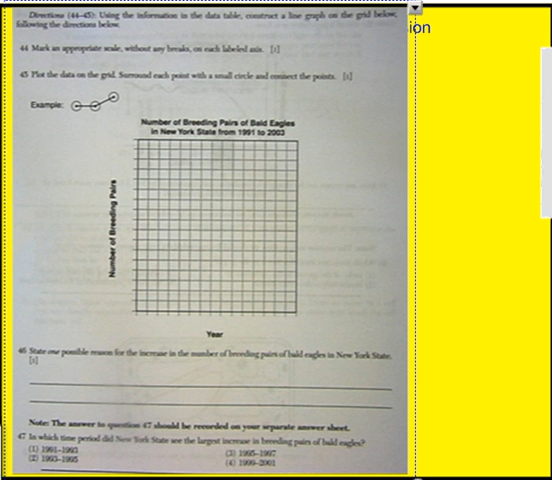 Directions (44–45): Using the information in the data table, construct a line graph on the grid below,
following the directions below.
ion
44 Mark an appropriate scale, without any breaks, on each labeled axis. [1]
45 Plot the data on the grid. Surround each point with a small circle and connect the points. [1]
Example:
Number of Breeding Pairs of Bald Eagles
in New York State from 1991 to 2003
Number of Breeding Pairs
Year
46 State one possible reason for the increase in the number of breeding pairs of bald eagles in New York State.
[1]
Note: The answer to question 47 should be recorded on your separate answer sheet.
47 In which time period did New York State see the largest increase in breeding pairs of bald eagles?
(1) 1991–1993
(2) 1993–1995
(3) 1995–1997
(4) 1999–2001